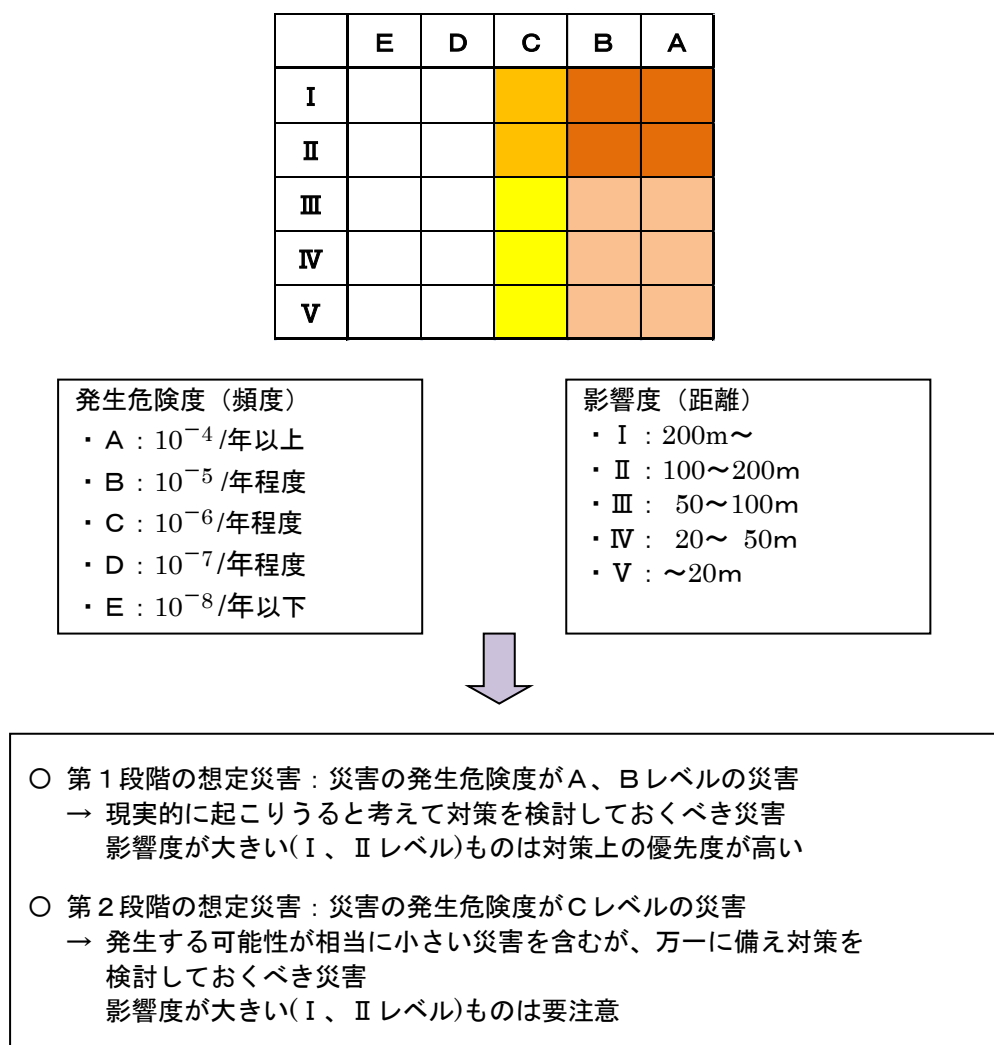 E D C B A
Ⅰ
Ⅱ
Ⅲ
Ⅳ
Ⅴ
発生危険度（頻度）
・A：10⁻⁴/年以上
・B：10⁻⁵/年程度
・C：10⁻⁶/年程度
・D：10⁻⁷/年程度
・E：10⁻⁸/年以下
影響度（距離）
・Ⅰ：200m～
・Ⅱ：100～200m
・Ⅲ： 50～100m
・Ⅳ： 20～ 50m
・Ⅴ：～20m
○ 第１段階の想定災害：災害の発生危険度がＡ、Ｂレベルの災害
→ 現実的に起こりうると考えて対策を検討しておくべき災害
影響度が大きい(Ⅰ、Ⅱレベル)ものは対策上の優先度が高い
○ 第２段階の想定災害：災害の発生危険度がＣレベルの災害
→ 発生する可能性が相当に小さい災害を含むが、万一に備え対策を
検討しておくべき災害
影響度が大きい(Ⅰ、Ⅱレベル)ものは要注意